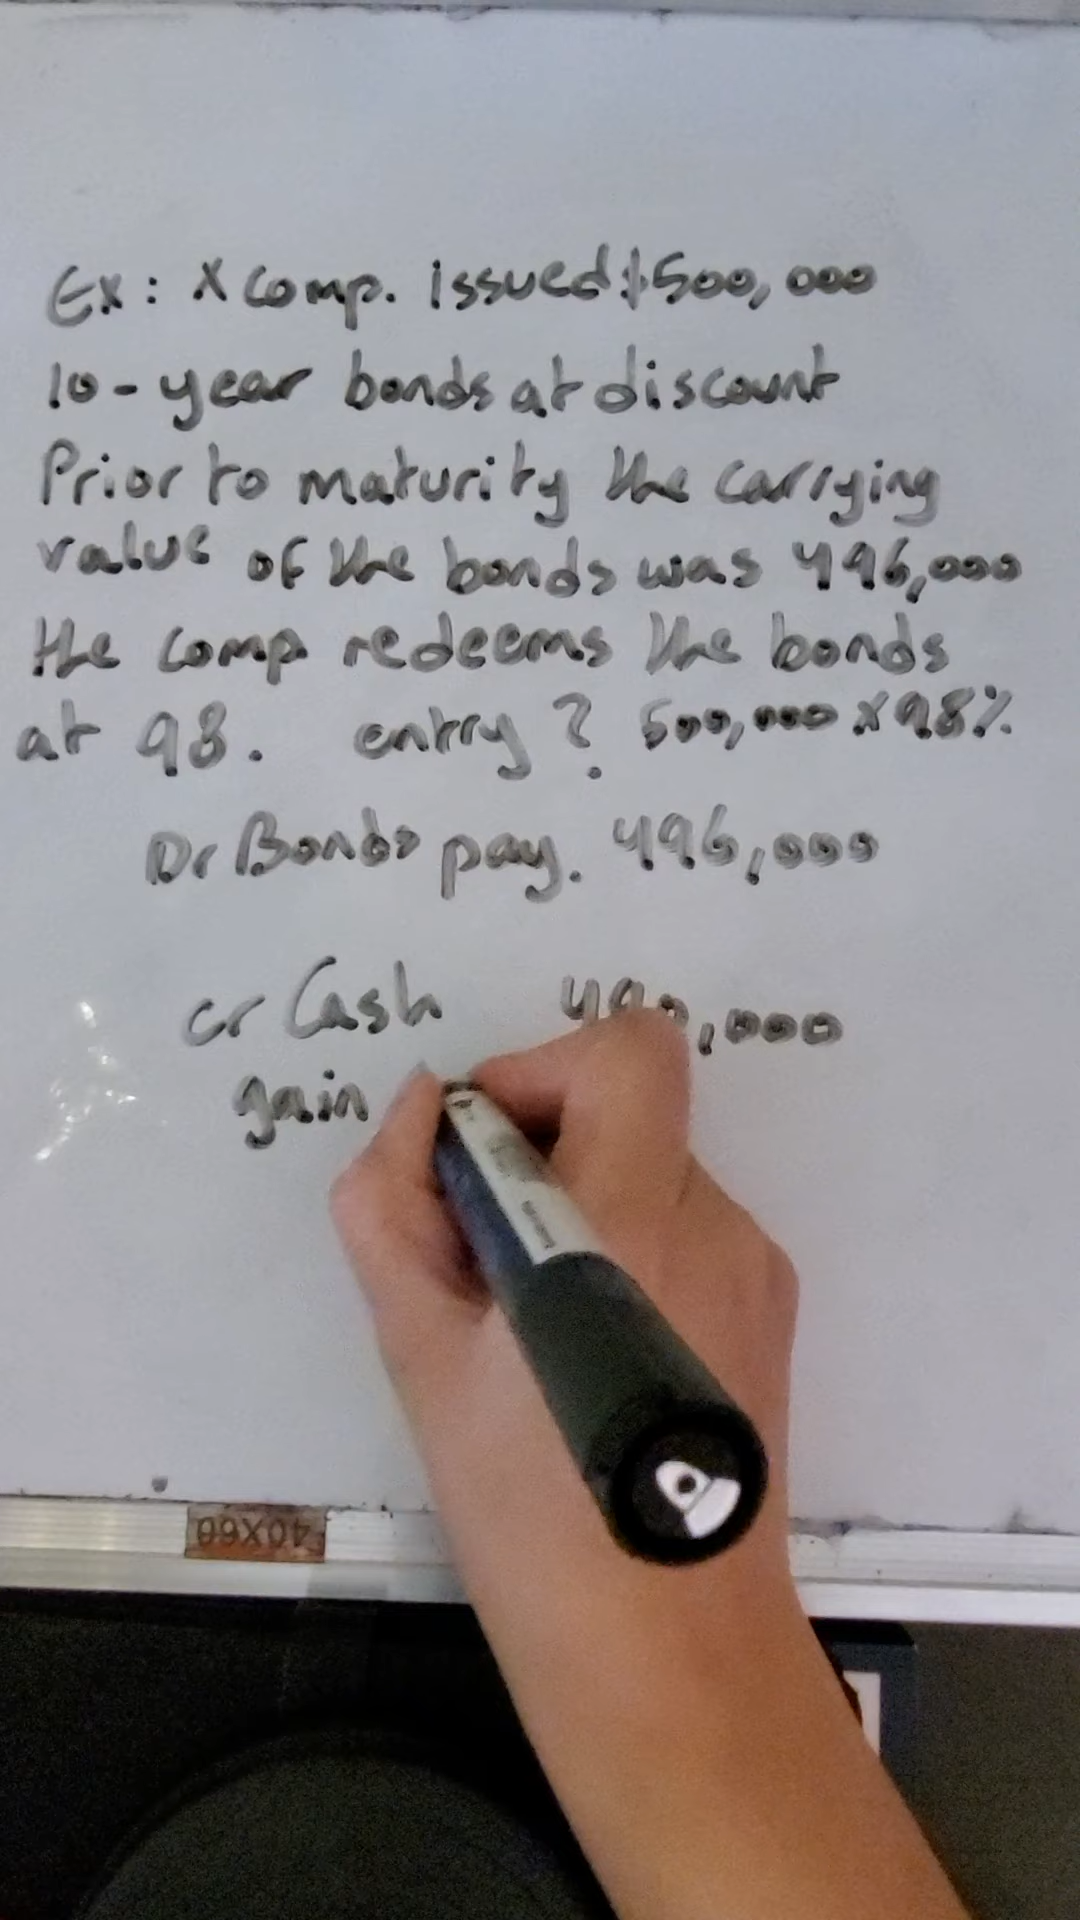 Ex: X Comp. issued $500,000
10-year bonds at discount
Prior to maturity the carrying
value of the bonds was 496,000
the comp. redeems the bonds
at 98. entry? 500,000 x 98%
Dr Bonds pay. 496,000
cr Cash 490,000
gain
40X60